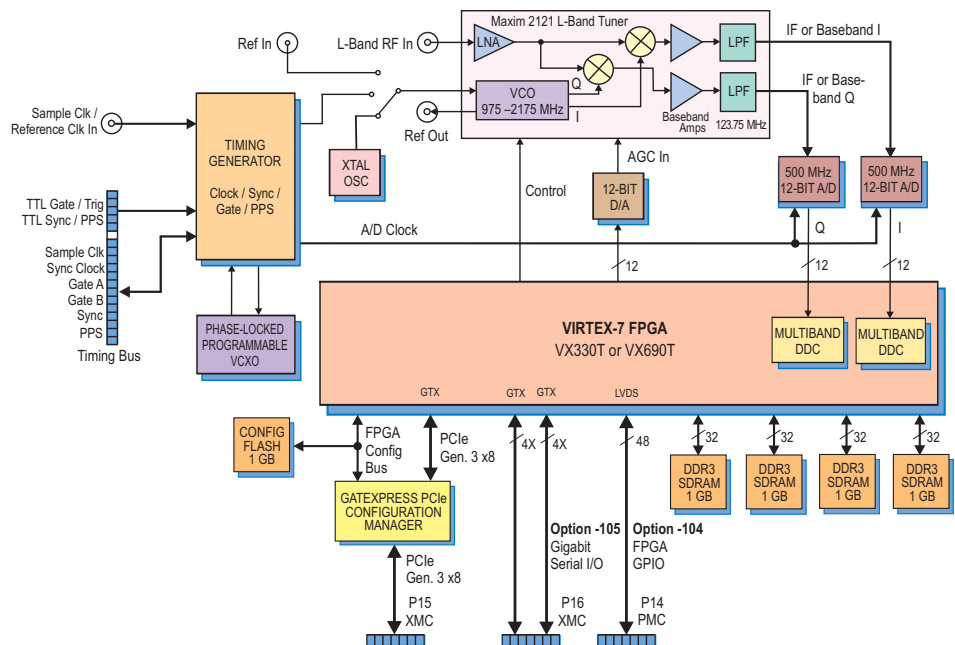 Maxim 2121 L-Band Tuner
Ref In
L-Band RF In
LNA
LPF
IF or Baseband I
Q
VCO
975 –2175 MHz
I
LPF
IF or Base-
band Q
Ref Out
Baseband
Amps
123.75 MHz
Sample Clk /
Reference Clk In
TIMING
GENERATOR
Clock / Sync /
Gate / PPS
XTAL
OSC
AGC In
Control
12-BIT
D/A
500 MHz
12-BIT A/D
500 MHz
12-BIT A/D
TTL Gate / Trig
TTL Sync / PPS
A/D Clock
Q
I
Sample Clk
Sync Clock
Gate A
Gate B
Sync
PPS
Timing Bus
12
12
12
PHASE-LOCKED
PROGRAMMABLE
VCXO
VIRTEX-7 FPGA
VX330T or VX690T
MULTIBAND
DDC
MULTIBAND
DDC
GTX
GTX
GTX
LVDS
CONFIG
FLASH
1 GB
FPGA
Config
Bus
PCIe
Gen. 3 x8
4X
4X
48
32
32
32
32
DDR3
SDRAM
1 GB
DDR3
SDRAM
1 GB
DDR3
SDRAM
1 GB
DDR3
SDRAM
1 GB
GATEXPRESS PCIe
CONFIGURATION
MANAGER
Option -105
Gigabit
Serial I/O
Option -104
FPGA
GPIO
PCIe
Gen. 3 x8
P15
XMC
P16
XMC
P14
PMC